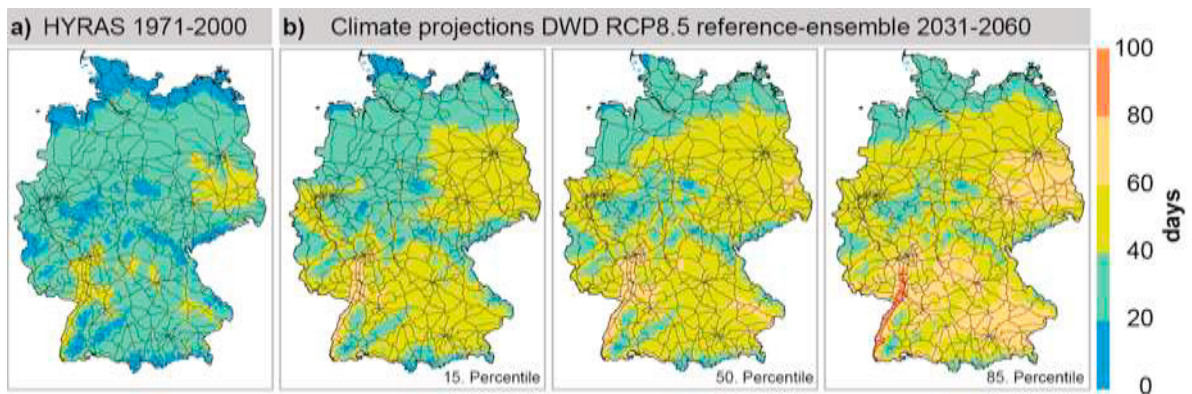 a) HYRAS 1971-2000
b) Climate projections DWD RCP8.5 reference-ensemble 2031-2060
15. Percentile
50. Percentile
85. Percentile
100
80
60
40
20
0
days